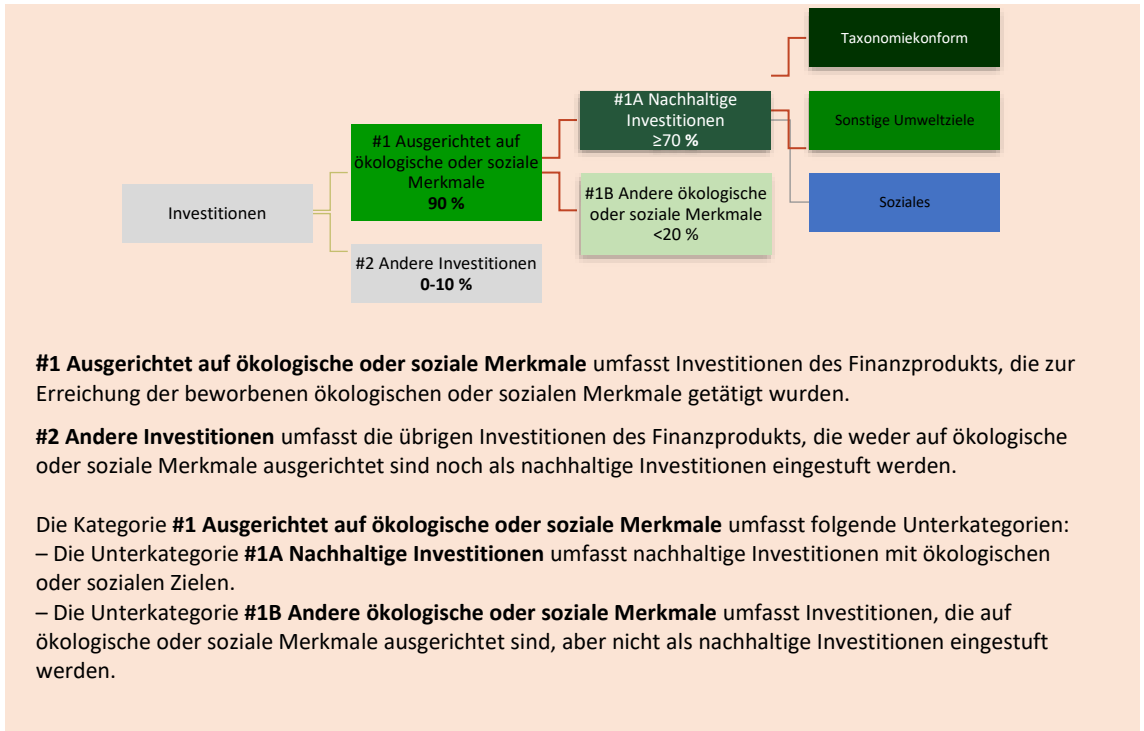 Taxonomiekonform
#1A Nachhaltige
Investitionen
≥70 %
Sonstige Umweltziele
#1 Ausgerichtet auf
ökologische oder soziale
Merkmale
90 %
#1B Andere ökologische
oder soziale Merkmale
<20 %
Soziales
Investitionen
#2 Andere Investitionen
0-10 %
#1 Ausgerichtet auf ökologische oder soziale Merkmale umfasst Investitionen des Finanzprodukts, die zur
Erreichung der beworbenen ökologischen oder sozialen Merkmale getätigt wurden.
#2 Andere Investitionen umfasst die übrigen Investitionen des Finanzprodukts, die weder auf ökologische
oder soziale Merkmale ausgerichtet sind noch als nachhaltige Investitionen eingestuft werden.
Die Kategorie #1 Ausgerichtet auf ökologische oder soziale Merkmale umfasst folgende Unterkategorien:
– Die Unterkategorie #1A Nachhaltige Investitionen umfasst nachhaltige Investitionen mit ökologischen
oder sozialen Zielen.
– Die Unterkategorie #1B Andere ökologische oder soziale Merkmale umfasst Investitionen, die auf
ökologische oder soziale Merkmale ausgerichtet sind, aber nicht als nachhaltige Investitionen eingestuft
werden.